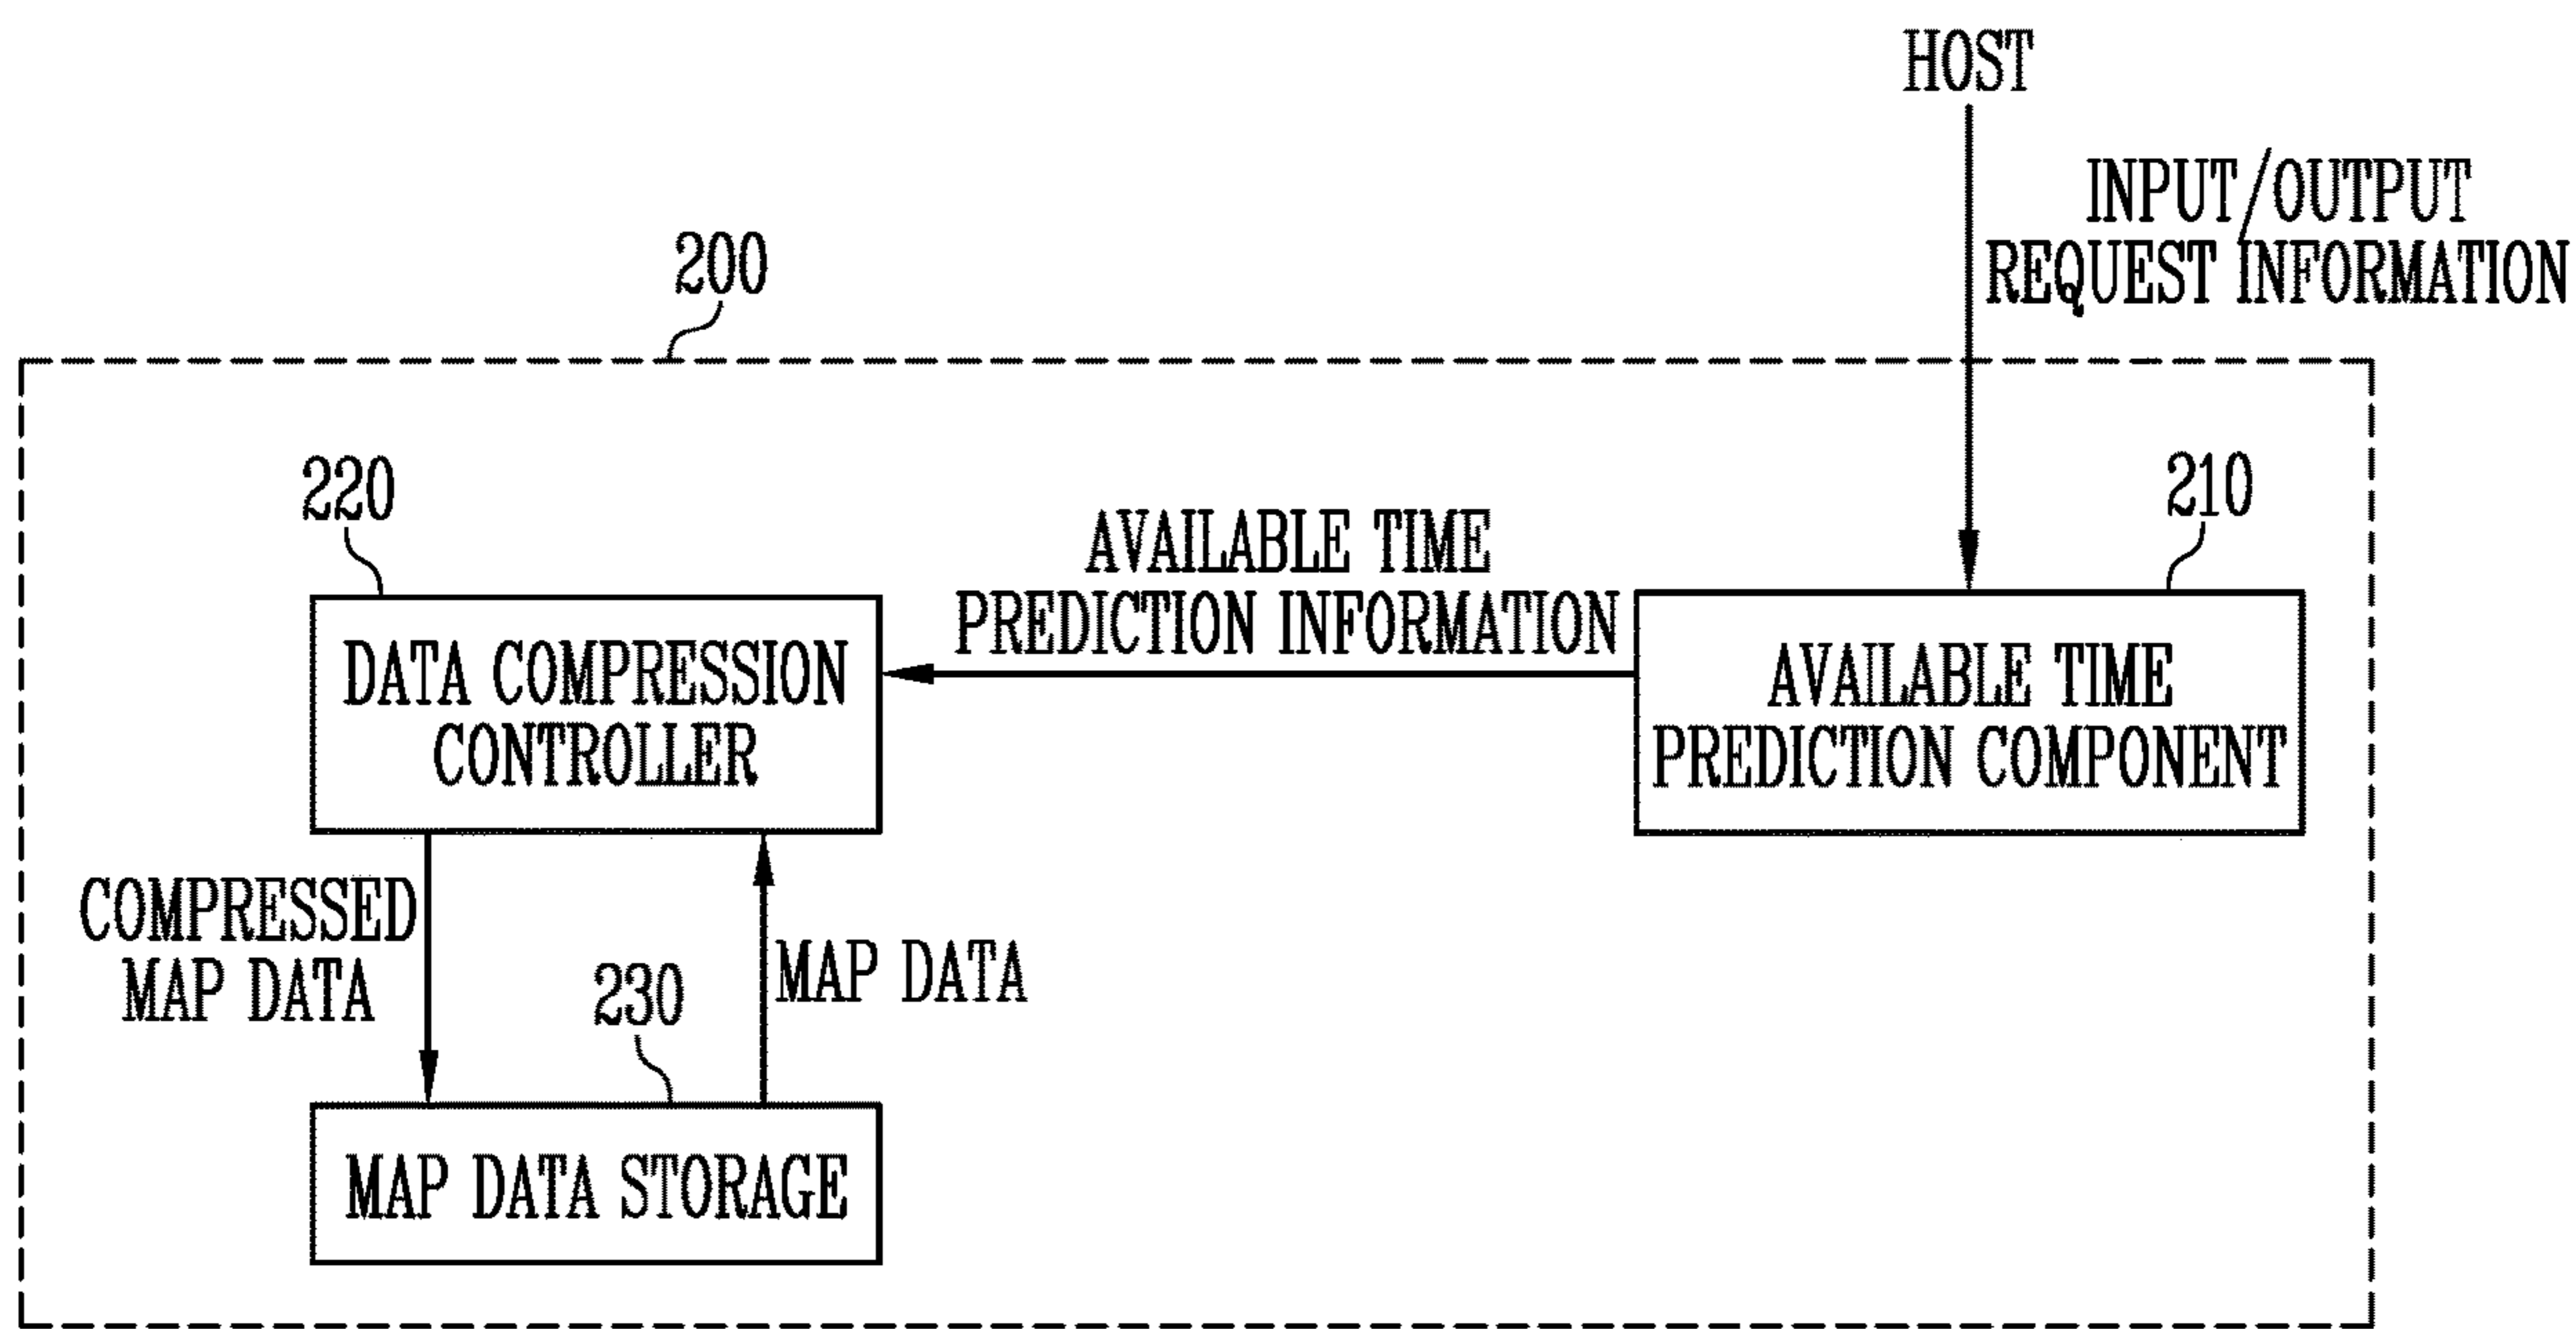 HOST
INPUT/OUTPUT
REQUEST INFORMATION
200
220
210
AVAILABLE TIME
PREDICTION INFORMATION
DATA COMPRESSION
CONTROLLER
AVAILABLE TIME
PREDICTION COMPONENT
COMPRESSED
MAP DATA
MAP DATA
230
MAP DATA STORAGE